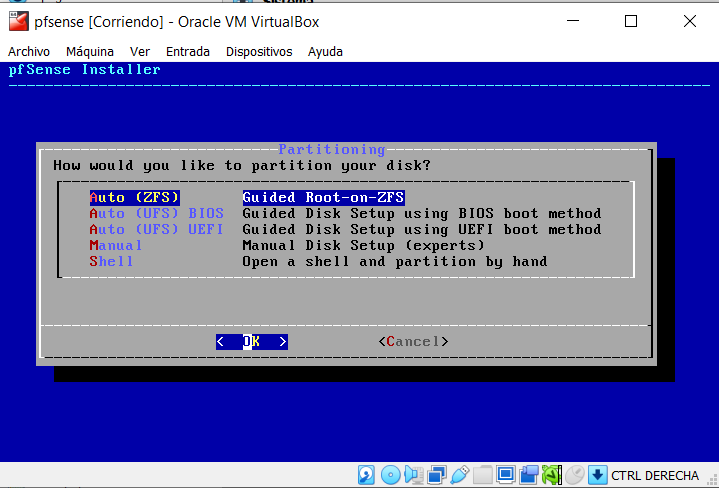 pfsense [Corriendo] - Oracle VM VirtualBox
Archivo Máquina Ver Entrada Dispositivos Ayuda
pfSense Installer
Partitioning
How would you like to partition your disk?
Auto (ZFS) Guided Root-on-ZFS
Auto (UFS) BIOS Guided Disk Setup using BIOS boot method
Auto (UFS) UEFI Guided Disk Setup using UEFI boot method
Manual Manual Disk Setup (experts)
Shell Open a shell and partition by hand
< OK > <Cancel>
CTRL DERECHA